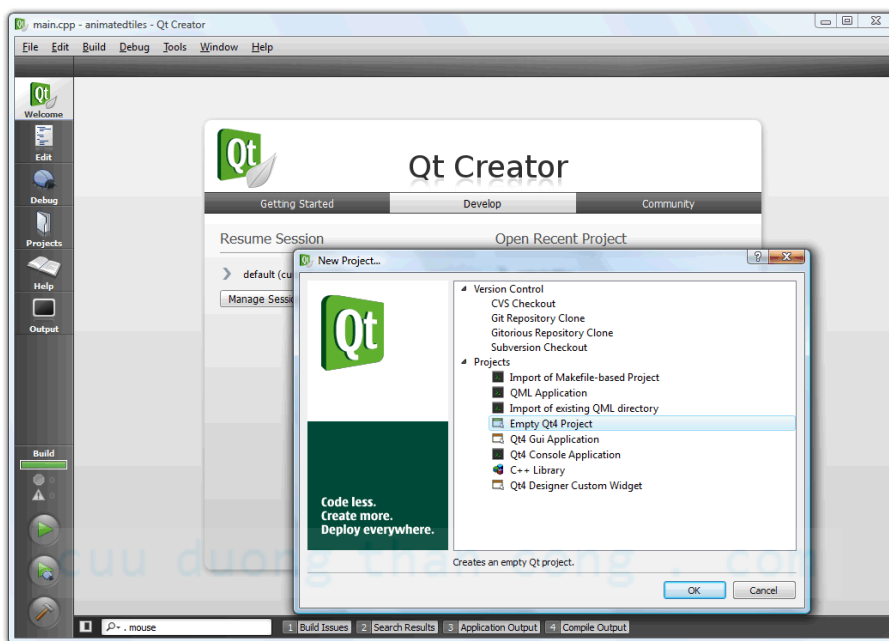 main.cpp - animatedtiles - Qt Creator
File Edit Build Debug Tools Window Help
Qt
Welcome
Edit
Debug
Projects
Help
Output
Build
0
0
Qt
Qt Creator
Getting Started Develop Community
Resume Session Open Recent Project
default (cu
Manage Sessi
New Project...
Qt
Code less.
Create more.
Deploy everywhere.
Version Control
CVS Checkout
Git Repository Clone
Gitorious Repository Clone
Subversion Checkout
Projects
Import of Makefile-based Project
QML Application
Import of existing QML directory
Empty Qt4 Project
Qt4 Gui Application
Qt4 Console Application
C++ Library
Qt4 Designer Custom Widget
Creates an empty Qt project.
OK Cancel
cuu duong than cong . com
. mouse
1 Build Issues 2 Search Results 3 Application Output 4 Compile Output